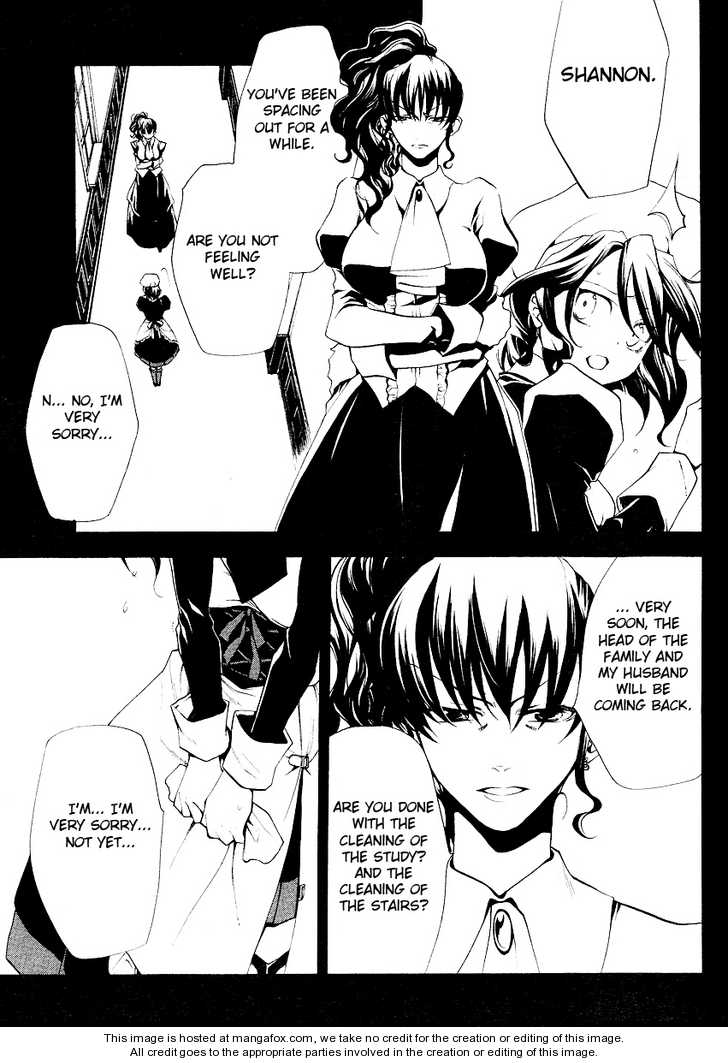 SHANNON.
YOU'VE BEEN
SPACING
OUT FOR A
WHILE.
ARE YOU NOT
FEELING
WELL?
N... NO, I'M
VERY
SORRY...
... VERY
SOON, THE
HEAD OF THE
FAMILY AND
MY HUSBAND
WILL BE
COMING BACK.
ARE YOU DONE
WITH THE
CLEANING OF
THE STUDY?
AND THE
CLEANING OF
THE STAIRS?
I'M... I'M
VERY SORRY...
NOT YET...
This image is hosted at mangafox.com, we take no credit for the creation or editing of this image.
All credit goes to the appropriate parties involved in the creation or editing of this image.